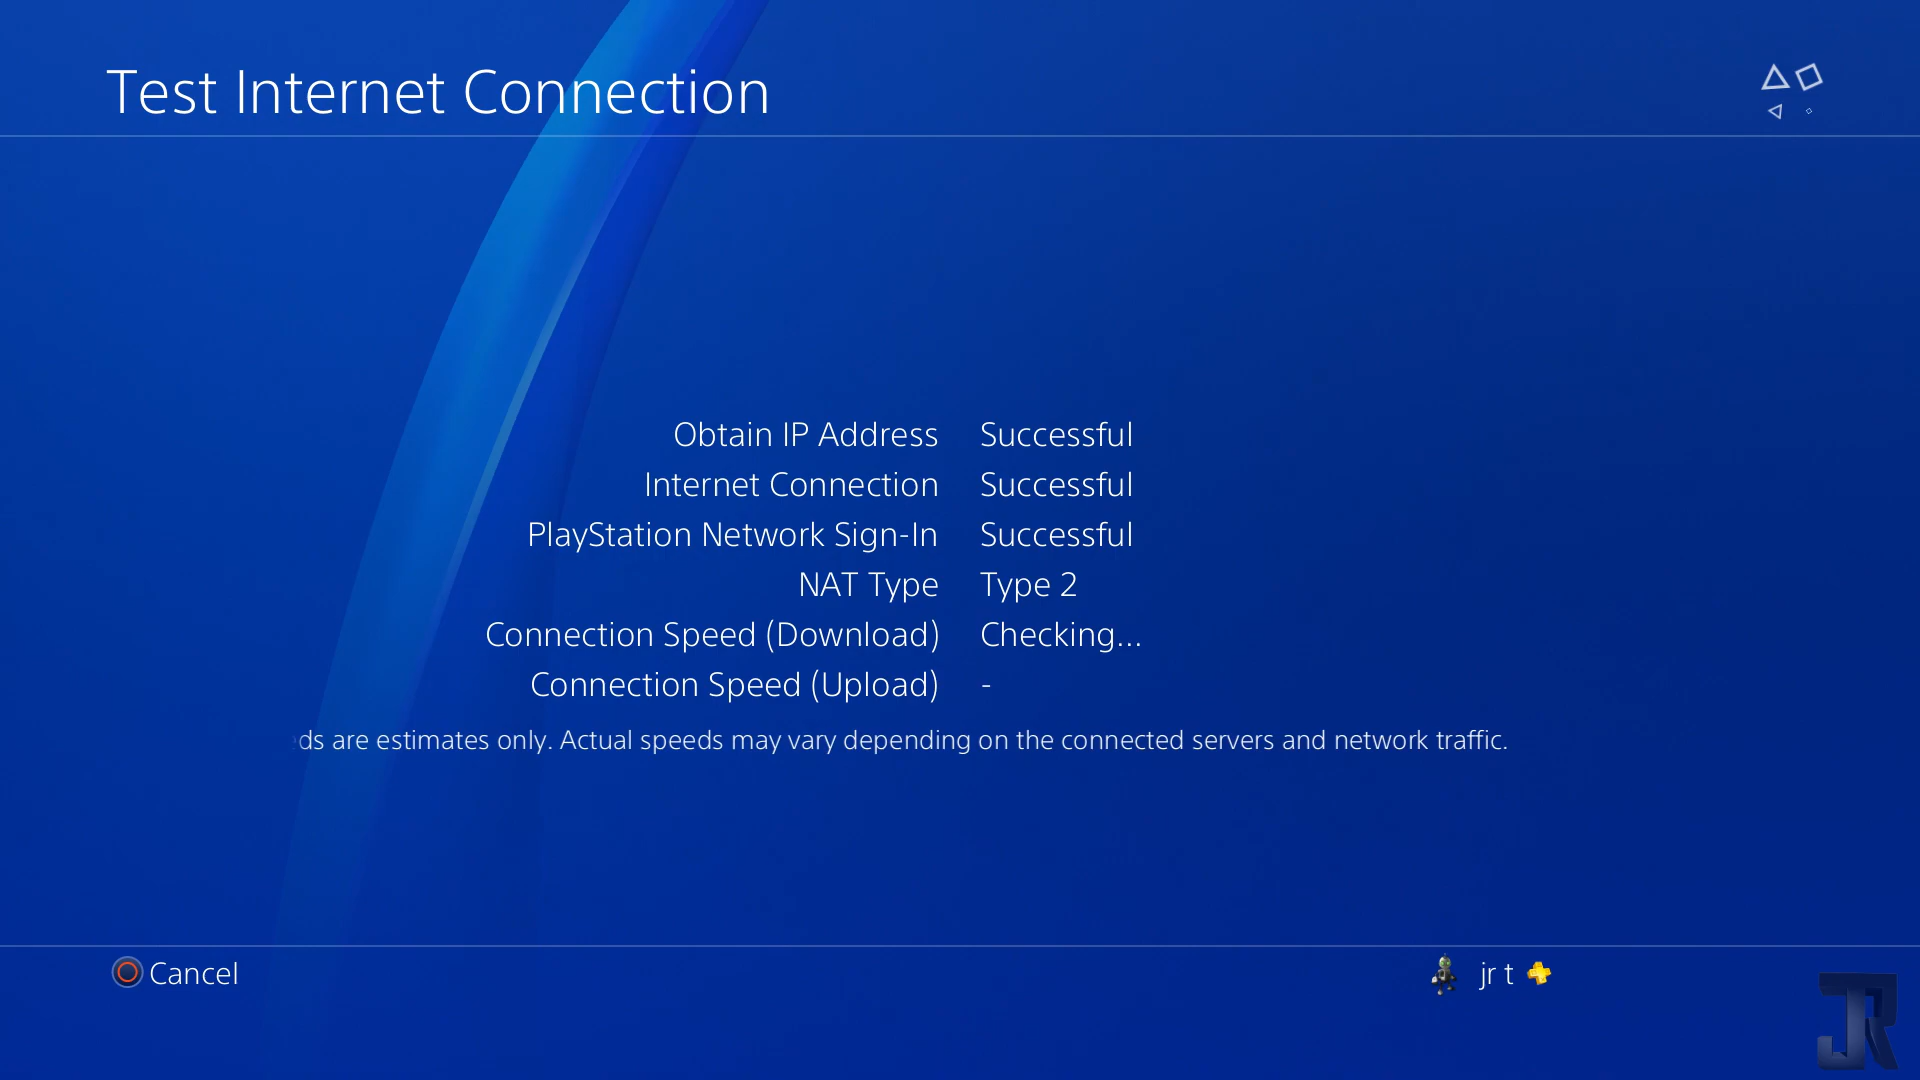 Test Internet Connection
Obtain IP Address Successful
Internet Connection Successful
PlayStation Network Sign-In Successful
NAT Type Type 2
Connection Speed (Download) Checking...
Connection Speed (Upload) -
ds are estimates only. Actual speeds may vary depending on the connected servers and network traffic.
Cancel
jr t
JR